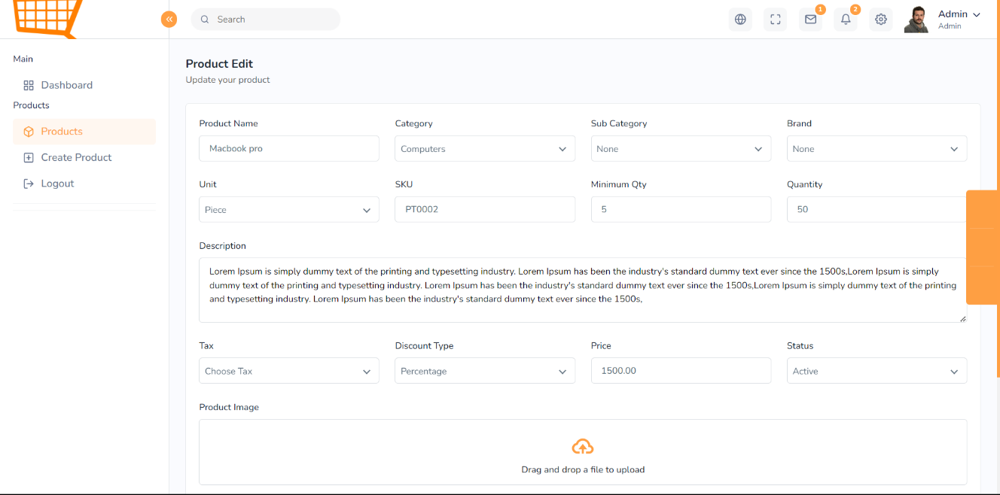 «
Search
1
2
Admin
Admin
Main
Dashboard
Products
Products
Create Product
Logout
Product Edit
Update your product
Product Name
Category
Sub Category
Brand
Macbook pro
Computers
None
None
Unit
SKU
Minimum Qty
Quantity
Piece
PT0002
5
50
Description
Lorem Ipsum is simply dummy text of the printing and typesetting industry. Lorem Ipsum has been the industry's standard dummy text ever since the 1500s,Lorem Ipsum is simply
dummy text of the printing and typesetting industry. Lorem Ipsum has been the industry's standard dummy text ever since the 1500s,Lorem Ipsum is simply dummy text of the printing
and typesetting industry. Lorem Ipsum has been the industry's standard dummy text ever since the 1500s,
Tax
Discount Type
Price
Status
Choose Tax
Percentage
1500.00
Active
Product Image
Drag and drop a file to upload